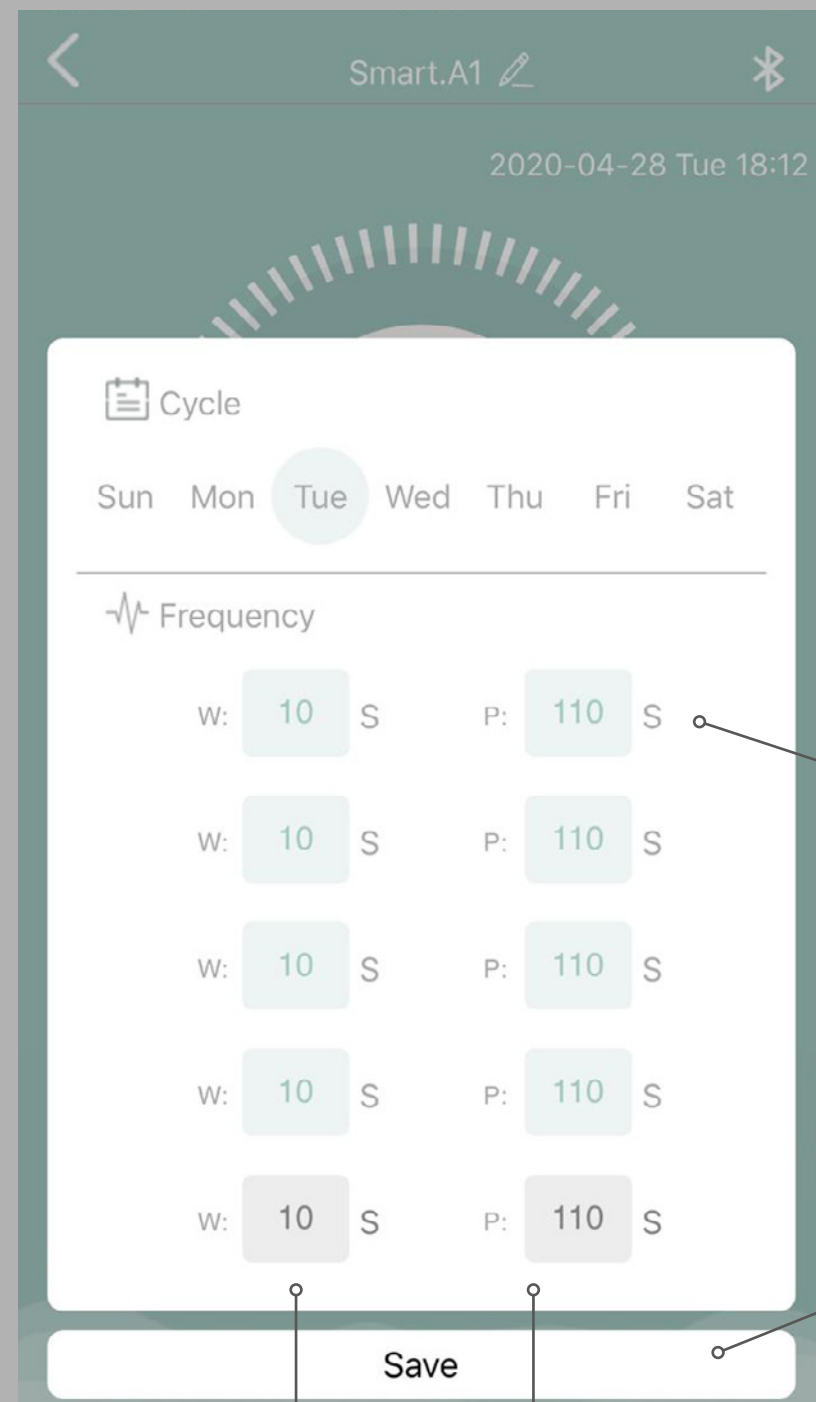 Smart.A1
2020-04-28 Tue 18:12
Cycle
Sun Mon Tue Wed Thu Fri Sat
Frequency
W: 10 S P: 110 S
W: 10 S P: 110 S
W: 10 S P: 110 S
W: 10 S P: 110 S
W: 10 S P: 110 S
Save